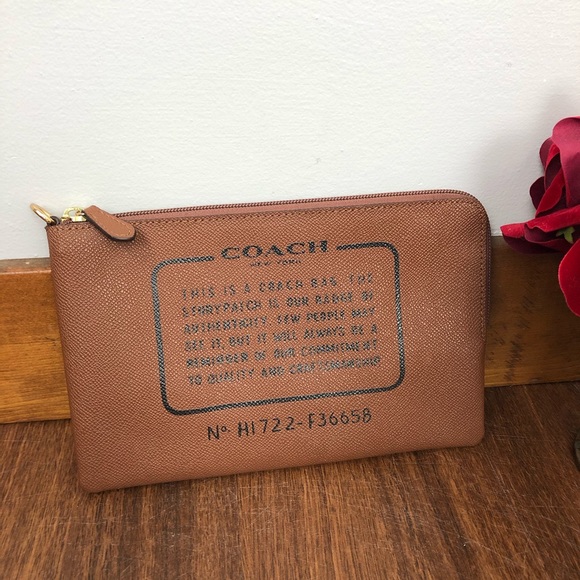 COACH
NEW YORK
THIS IS A COACH BAG. THE
STORYPATCH IS OUR BADGE OF
AUTHENTICITY. FEW PEOPLE MAY
SEE IT, BUT IT WILL ALWAYS BE A
REMINDER OF OUR COMMITMENT
TO QUALITY AND CRAFTSMANSHIP
Nº H1722-F36658